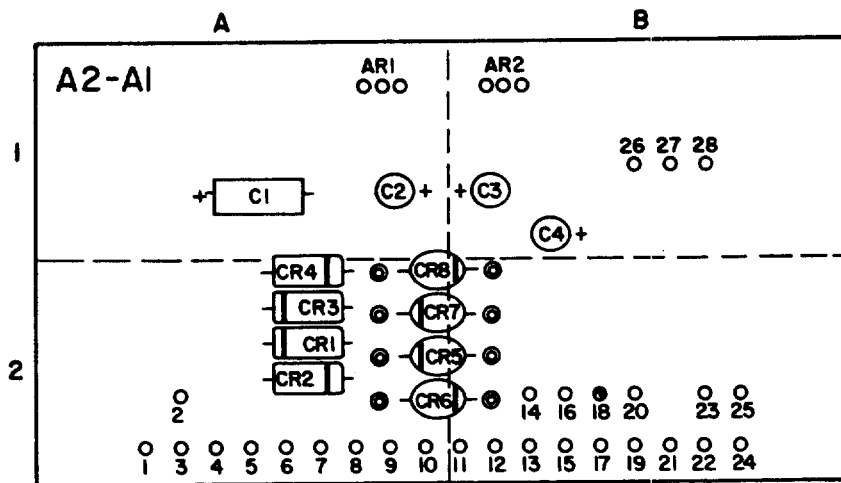 A B
A2-A1 AR1 AR2
1
26 27 28
+ C1 C2 + + C3
C4 +
CR4 CR8
CR3 CR7
CR1 CR5
2
CR2 CR6
2 14 16 18 20 23 25
1 3 4 5 6 7 8 9 10 11 12 13 15 17 19 21 22 24